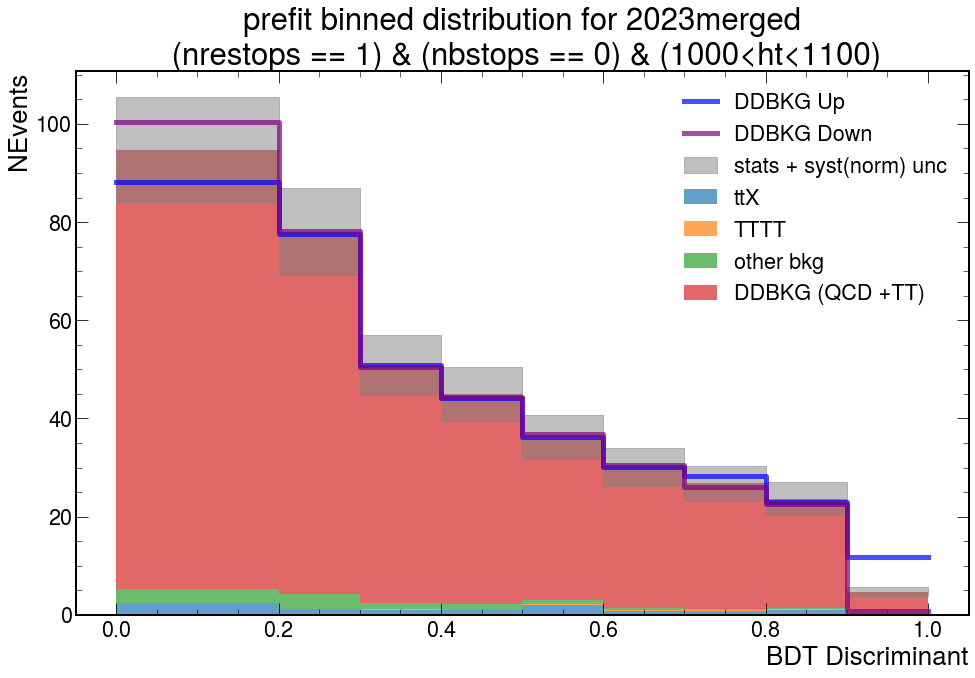 prefit binned distribution for 2023merged
(nrestops == 1) & (nbstops == 0) & (1000<ht<1100)
NEvents
100
80
60
40
20
0
DDBKG Up
DDBKG Down
stats + syst(norm) unc
ttX
TTTT
other bkg
DDBKG (QCD +TT)
0.0 0.2 0.4 0.6 0.8 1.0
BDT Discriminant